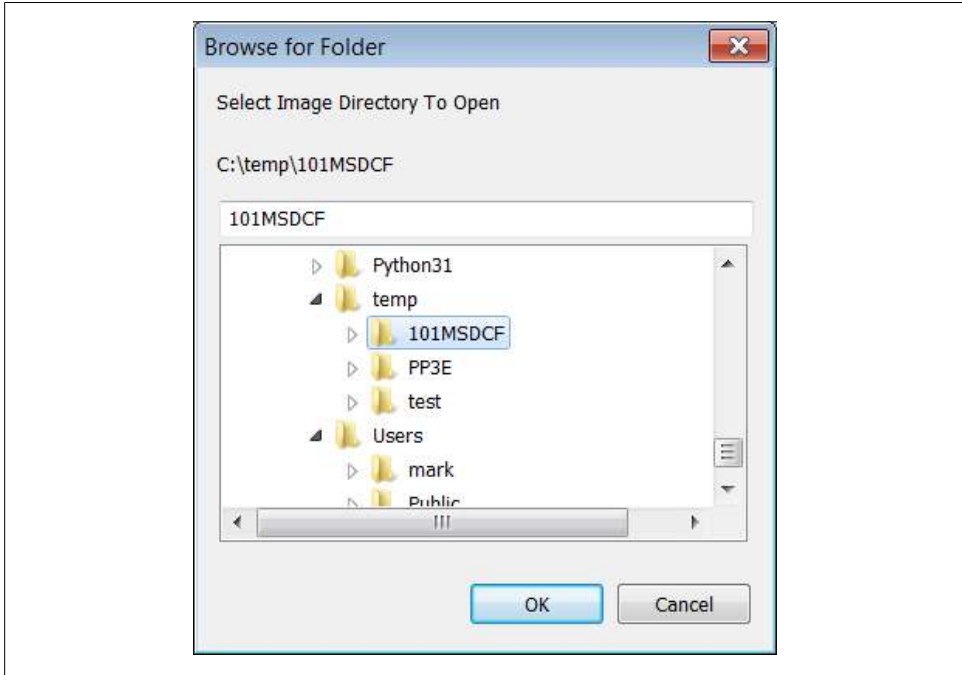 Browse for Folder
Select Image Directory To Open
C:\temp\101MSDCF
101MSDCF
Python31
temp
101MSDCF
PP3E
test
Users
mark
Public
OK
Cancel